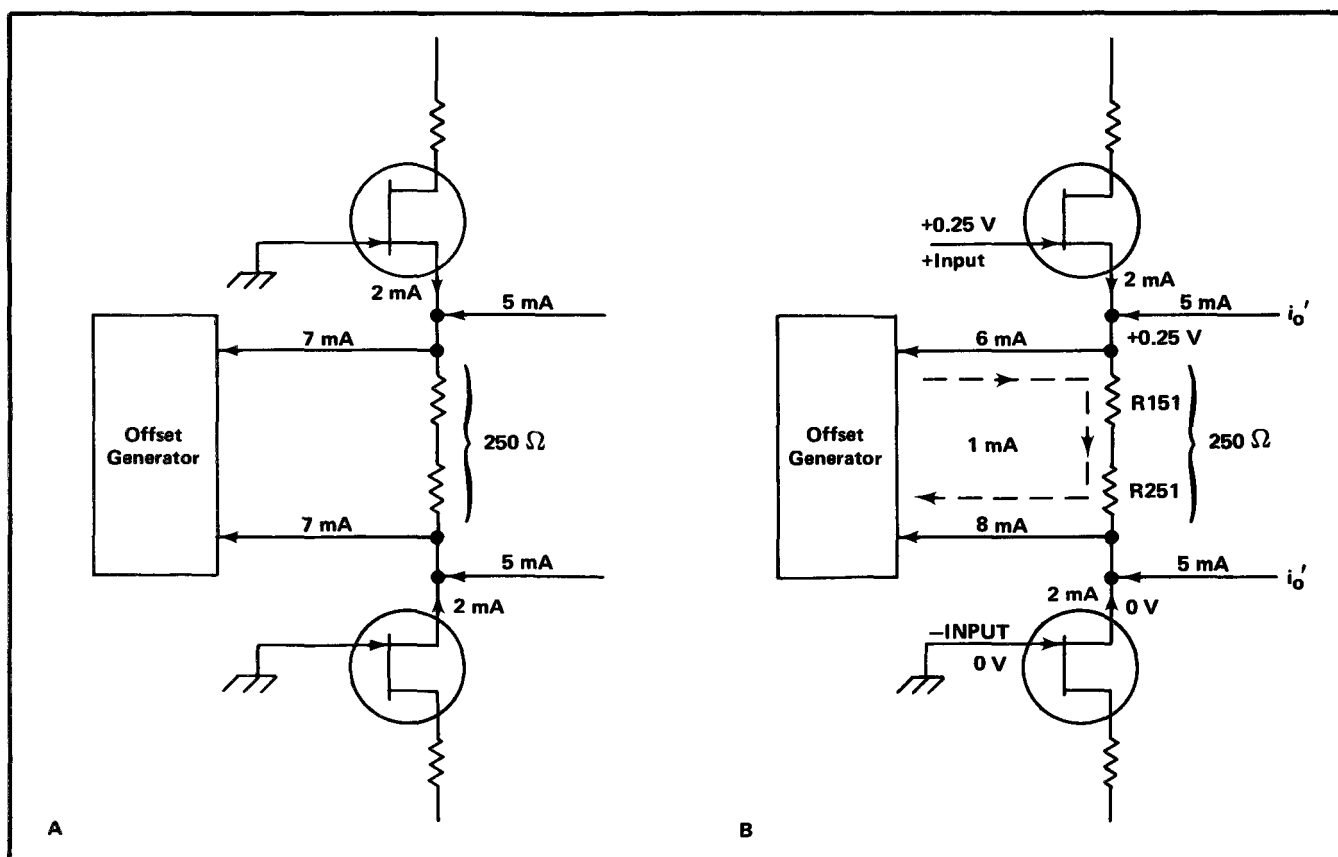 2 mA
5 mA
7 mA
Offset
Generator
250 Ω
7 mA
5 mA
2 mA
A
+0.25 V
+Input
2 mA
5 mA
io'
+0.25 V
6 mA
R151
Offset
Generator
1 mA
250 Ω
R251
8 mA
5 mA
io'
2 mA
0 V
–INPUT
0 V
B